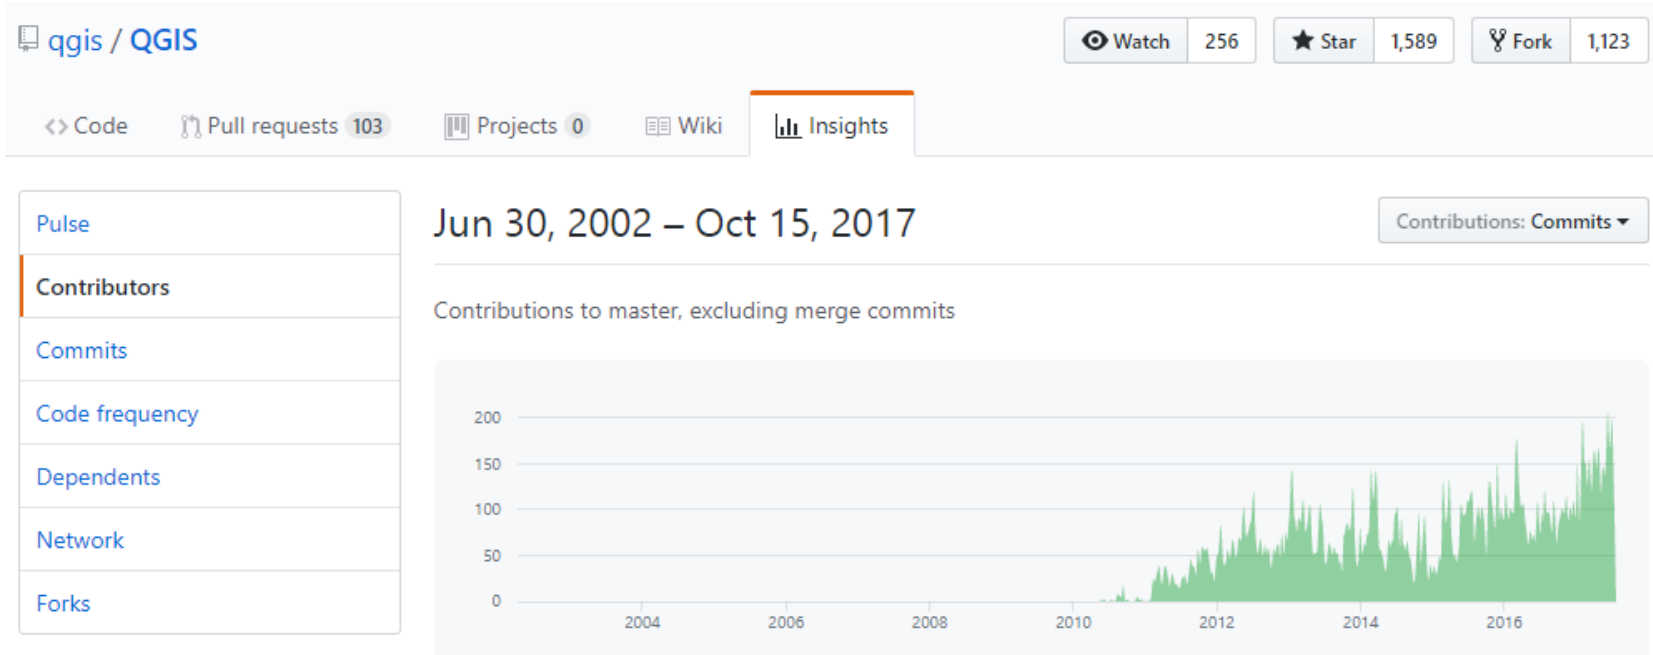 qgis / QGIS
Watch 256 Star 1,589 Fork 1,123
Code Pull requests 103 Projects 0 Wiki Insights
Pulse
Contributors
Commits
Code frequency
Dependents
Network
Forks
Jun 30, 2002 – Oct 15, 2017
Contributions: Commits
Contributions to master, excluding merge commits
200
150
100
50
0
2004 2006 2008 2010 2012 2014 2016